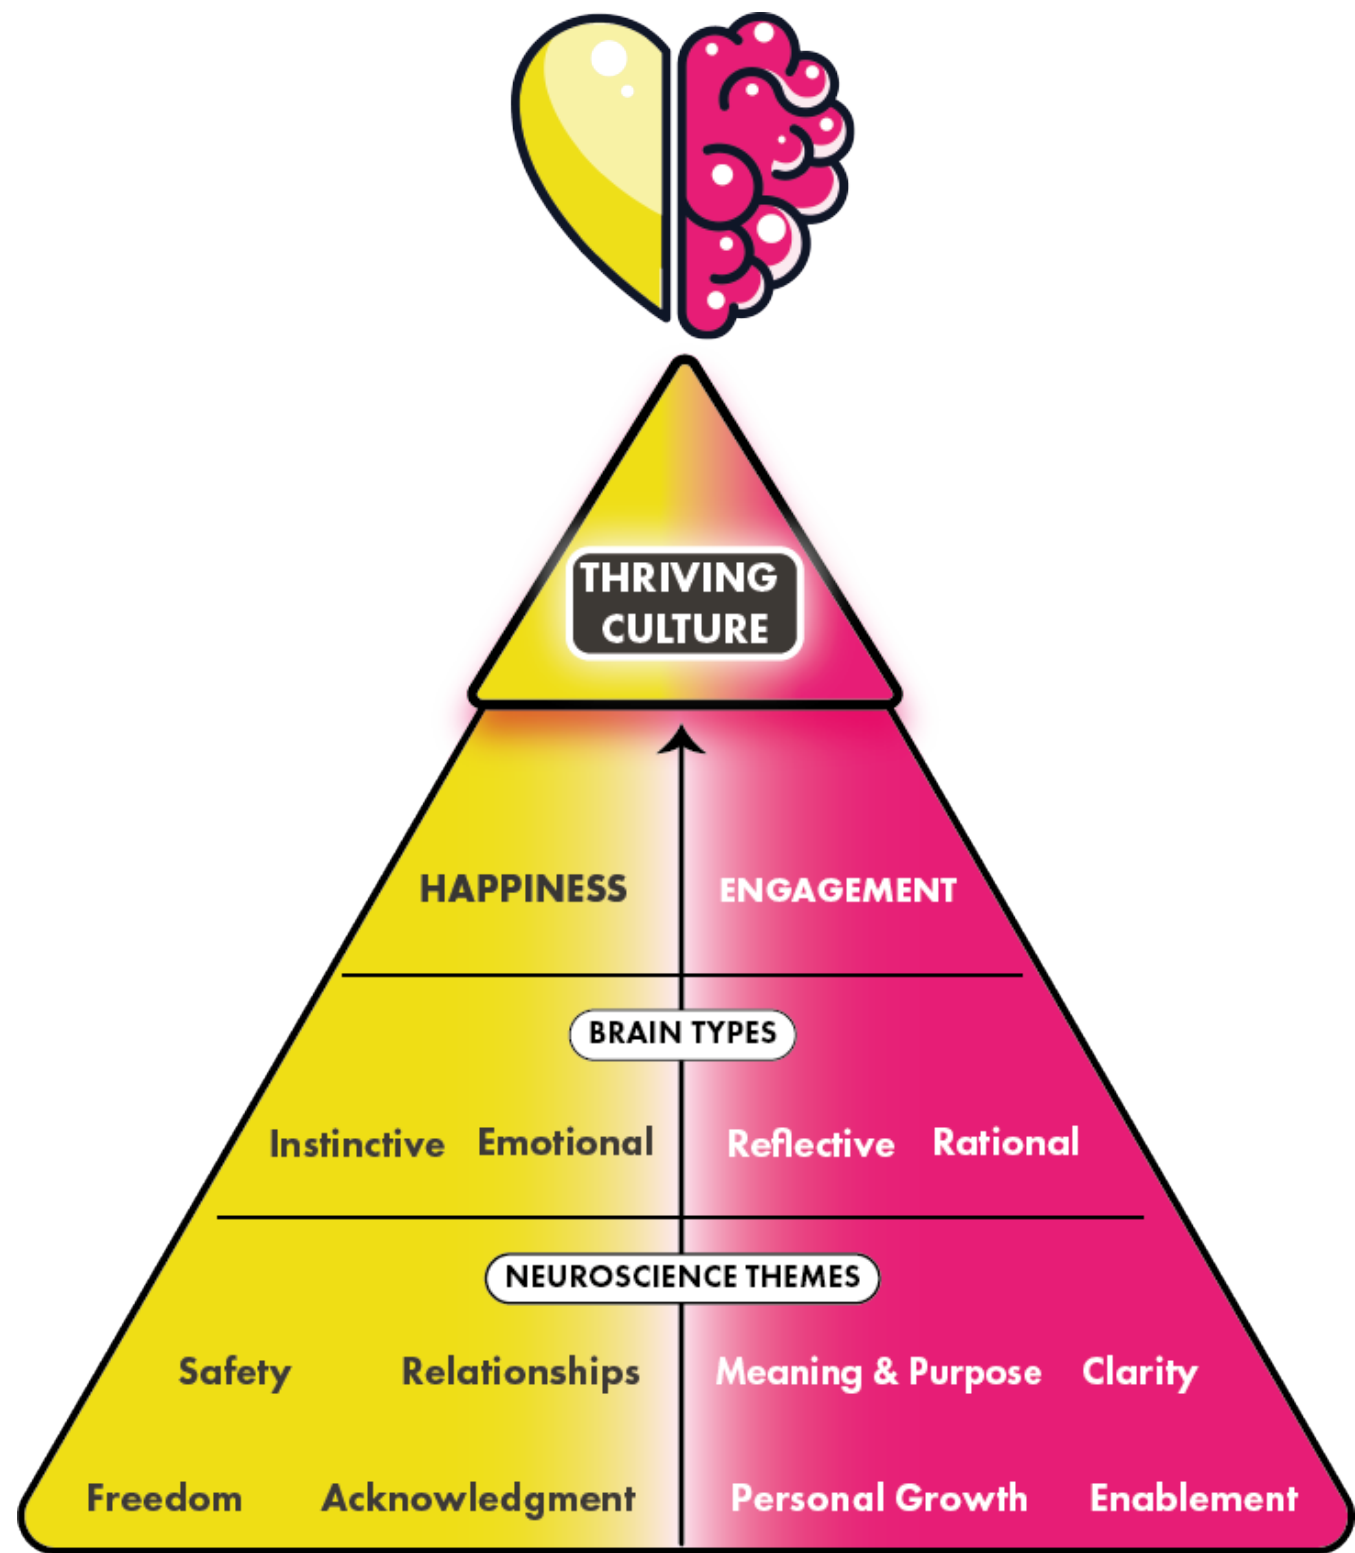 THRIVING
CULTURE
HAPPINESS ENGAGEMENT
BRAIN TYPES
Instinctive Emotional Reflective Rational
NEUROSCIENCE THEMES
Safety Relationships Meaning & Purpose Clarity
Freedom Acknowledgment Personal Growth Enablement